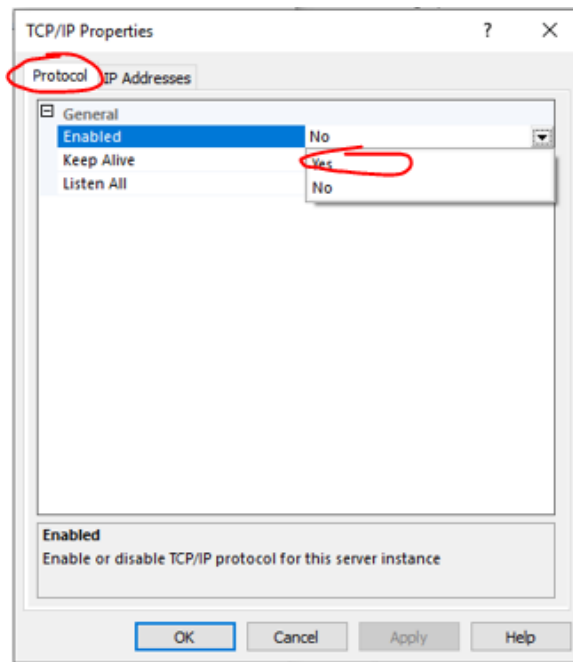 TCP/IP Properties ? ×
Protocol IP Addresses
General
Enabled No
Keep Alive Yes
Listen All No
Enabled
Enable or disable TCP/IP protocol for this server instance
OK Cancel Apply Help